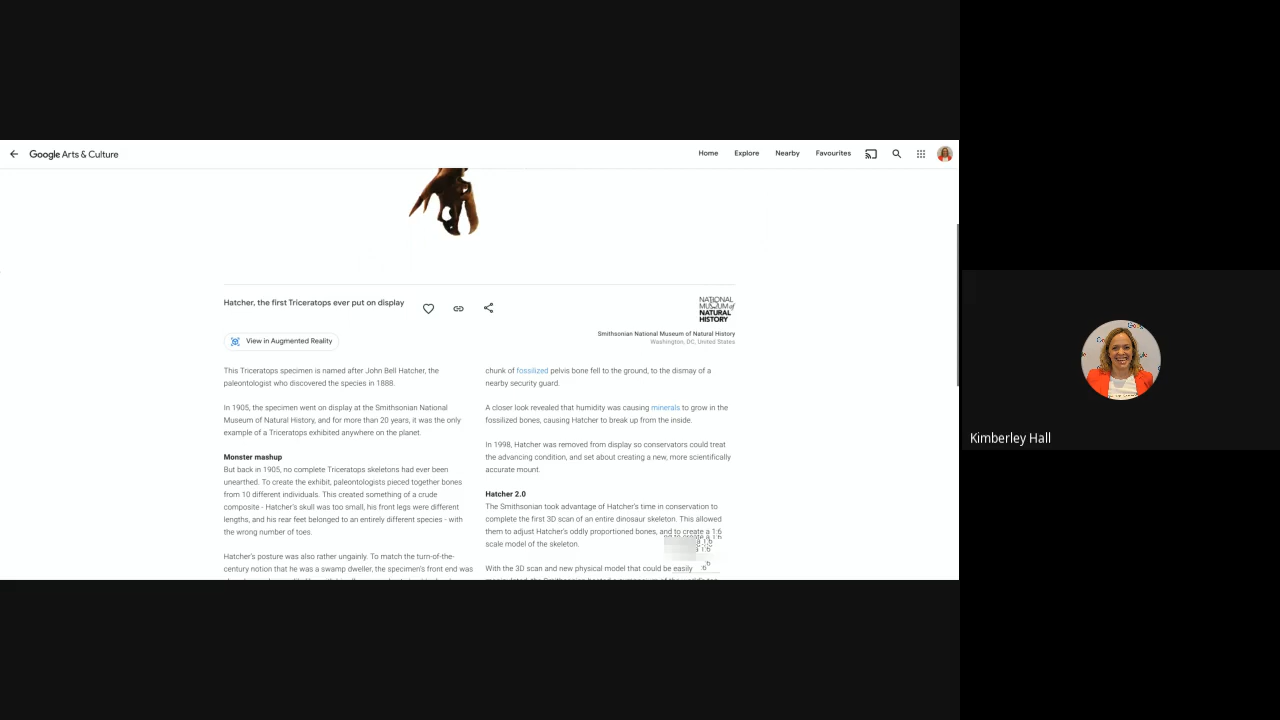 Google Arts & Culture
Home Explore Nearby Favourites
Hatcher, the first Triceratops ever put on display
NATIONAL
MUSEUM of
NATURAL
HISTORY
Smithsonian National Museum of Natural History
Washington, DC, United States
View in Augmented Reality
This Triceratops specimen is named after John Bell Hatcher, the
paleontologist who discovered the species in 1888.
In 1905, the specimen went on display at the Smithsonian National
Museum of Natural History, and for more than 20 years, it was the only
example of a Triceratops exhibited anywhere on the planet.
Monster mashup
But back in 1905, no complete Triceratops skeletons had ever been
unearthed. To create the exhibit, paleontologists pieced together bones
from 10 different individuals. This created something of a crude
composite - Hatcher's skull was too small, his front legs were different
lengths, and his rear feet belonged to an entirely different species - with
the wrong number of toes.
Hatcher's posture was also rather ungainly. To match the turn-of-the-
century notion that he was a swamp dweller, the specimen's front end was
chunk of fossilized pelvis bone fell to the ground, to the dismay of a
nearby security guard.
A closer look revealed that humidity was causing minerals to grow in the
fossilized bones, causing Hatcher to break up from the inside.
In 1998, Hatcher was removed from display so conservators could treat
the advancing condition, and set about creating a new, more scientifically
accurate mount.
Hatcher 2.0
The Smithsonian took advantage of Hatcher's time in conservation to
complete the first 3D scan of an entire dinosaur skeleton. This allowed
them to adjust Hatcher's oddly proportioned bones, and to create a 1:6
scale model of the skeleton.
With the 3D scan and new physical model that could be easily
Kimberley Hall